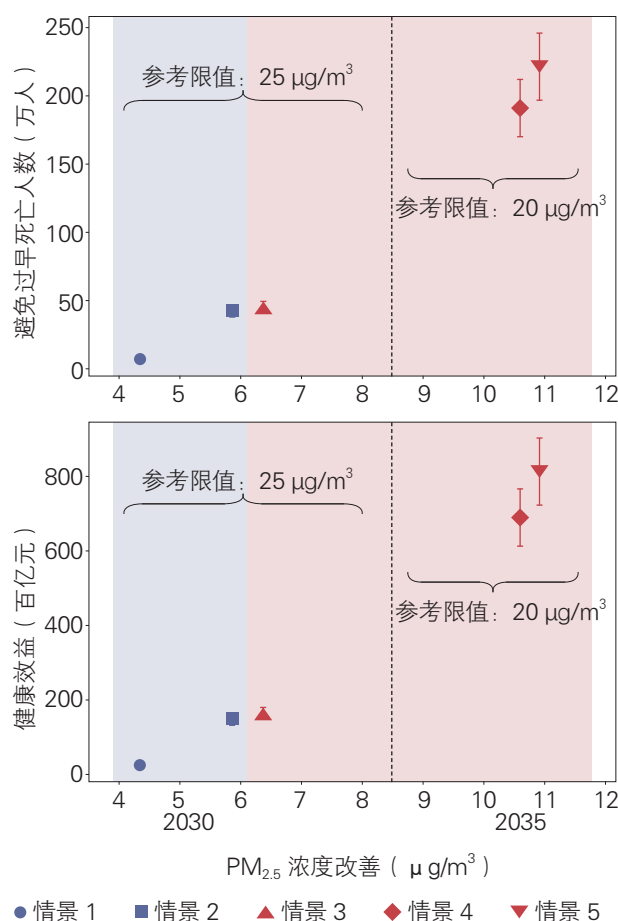 避免过早死亡人数（万人）
250
200
150
100
50
0
参考限值：25 μg/m³
参考限值：20 μg/m³
4 5 6 7 8 9 10 11 12
健康效益（百亿元）
800
600
400
200
0
参考限值：25 μg/m³
参考限值：20 μg/m³
4 5 6 7 8 9 10 11 12
2030 2035
PM₂.₅ 浓度改善（μg/m³）
情景 1 情景 2 情景 3 情景 4 情景 5